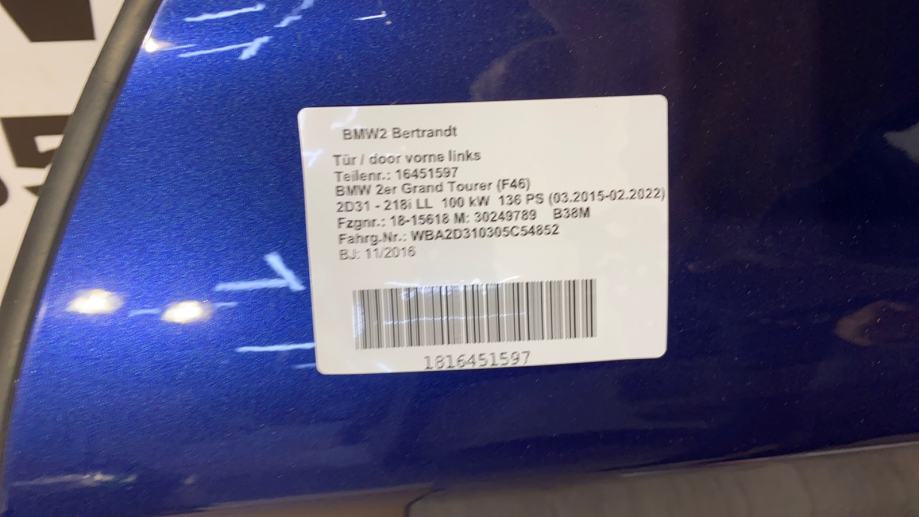 BMW2 Bertrandt
Tür / door vorne links
Teilenr.: 16451597
BMW 2er Grand Tourer (F46)
2D31 - 218i LL 100 kW 136 PS (03.2015-02.2022)
Fzgnr.: 18-15618 M: 30249789 B38M
Fahrg.Nr.: WBA2D310305C54852
BJ: 11/2016
1816451597